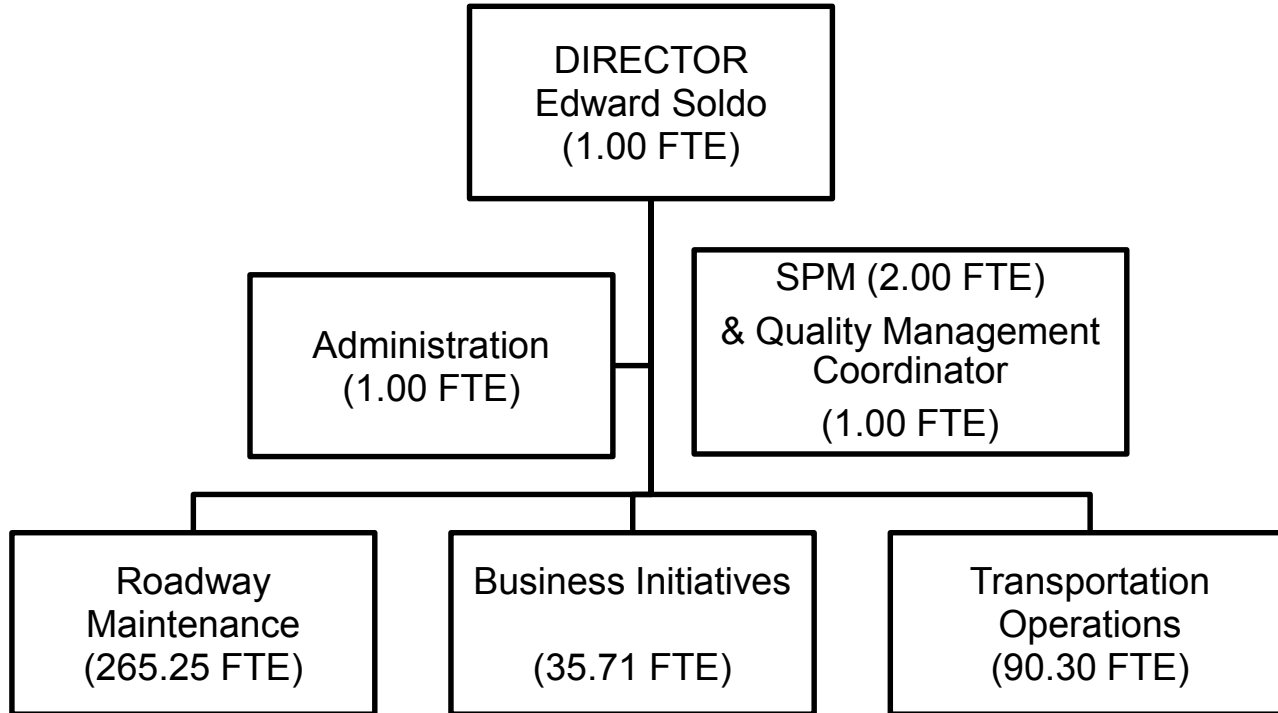 DIRECTOR
Edward Soldo
(1.00 FTE)
Administration
(1.00 FTE)
SPM (2.00 FTE)
& Quality Management
Coordinator
(1.00 FTE)
Roadway
Maintenance
(265.25 FTE)
Business Initiatives
(35.71 FTE)
Transportation
Operations
(90.30 FTE)